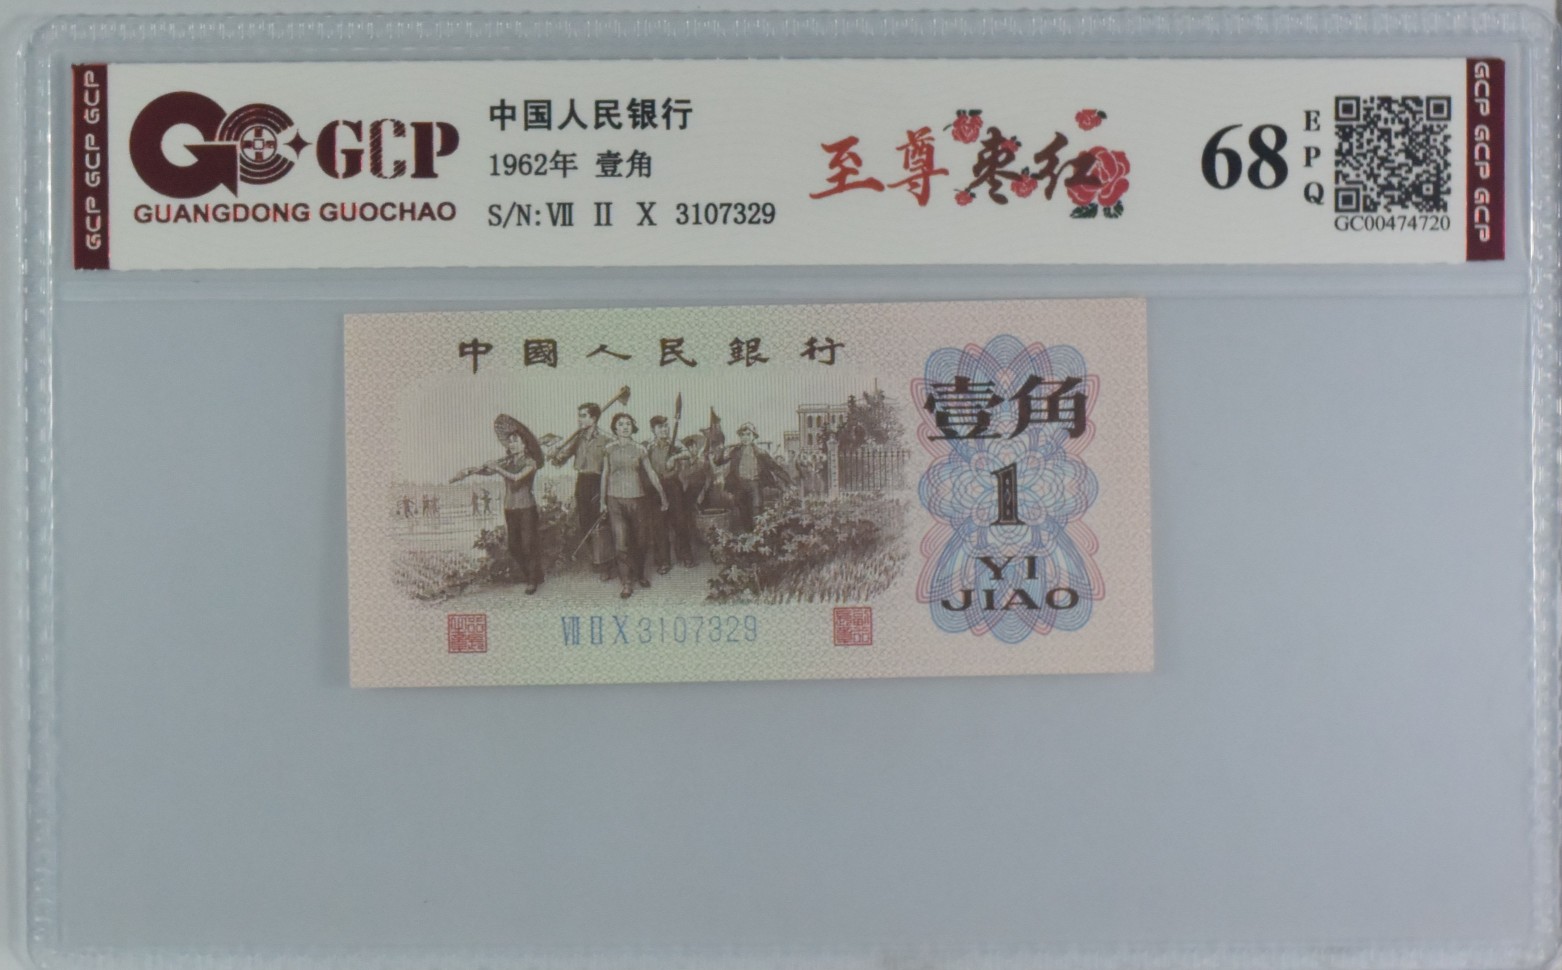 GCP GCP GCP
GCP
GUANGDONG GUOCHAO
中国人民银行
1962年 壹角
S/N: Ⅶ Ⅱ Ⅹ 3107329
至尊枣红
68
EPQ
GC00474720
GCP GCP GCP
中國人民銀行
壹角
1
YI
JIAO
Ⅶ Ⅱ Ⅹ 3107329